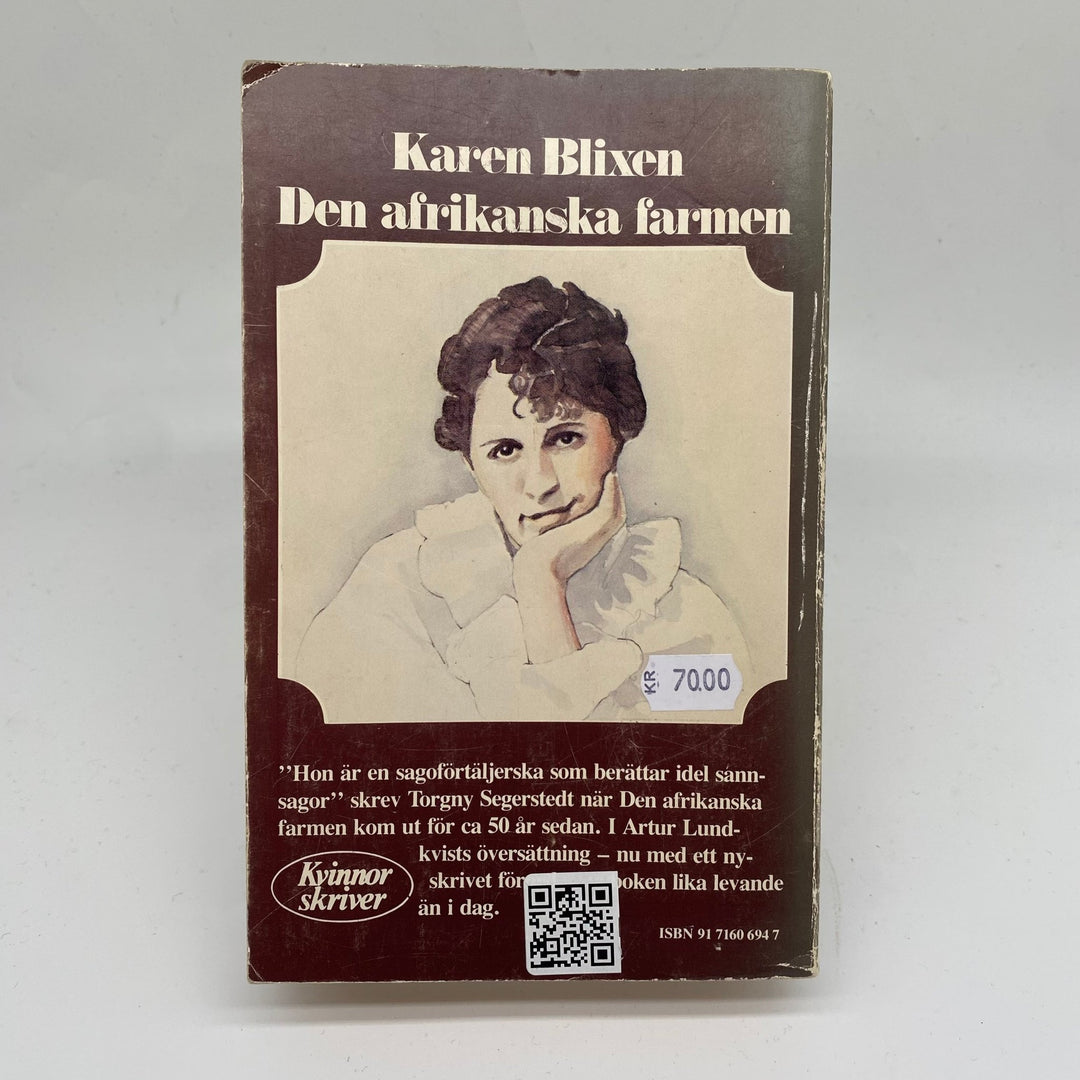 Karen Blixen
Den afrikanska farmen
KR. 70.00
”Hon är en sagoförtäljerska som berättar idel sann-
sagor” skrev Torgny Segerstedt när Den afrikanska
farmen kom ut för ca 50 år sedan. I Artur Lund-
kvists översättning – nu med ett ny-
skrivet boken lika levande
än i dag.
Kvinnor
skriver
ISBN 91 7160 694 7